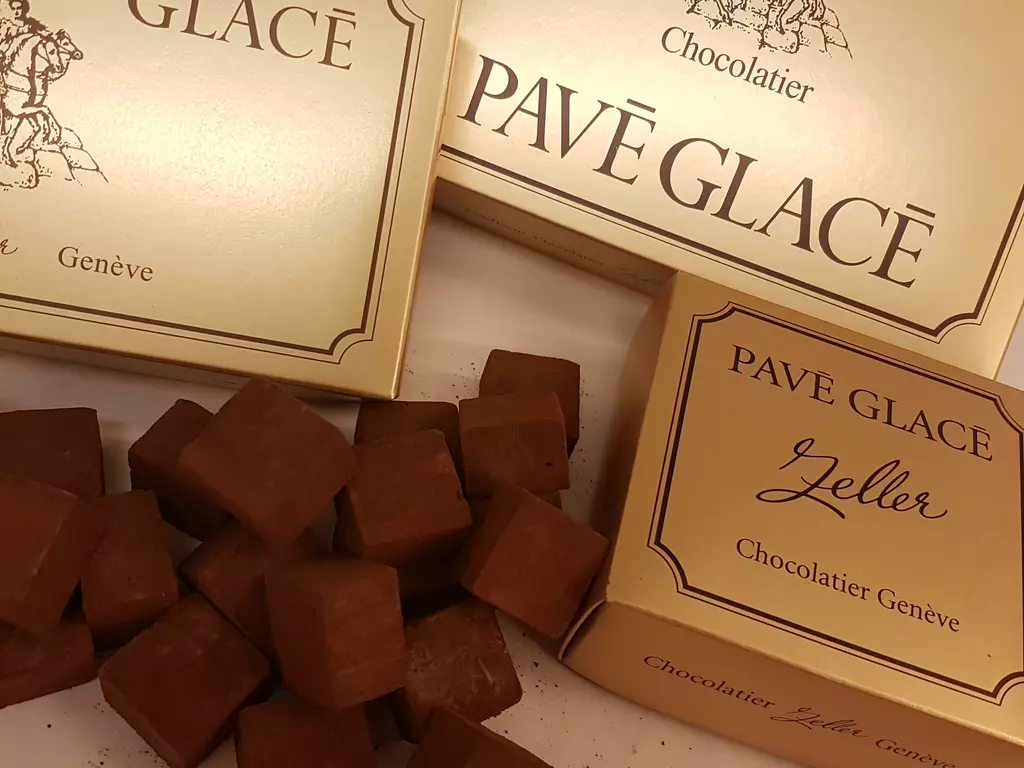 GLACĒ
Genève
Chocolatier
PAVĒ GLACĒ
PAVĒ GLACĒ
Zeller
Chocolatier Genève
Chocolatier Zeller Genève